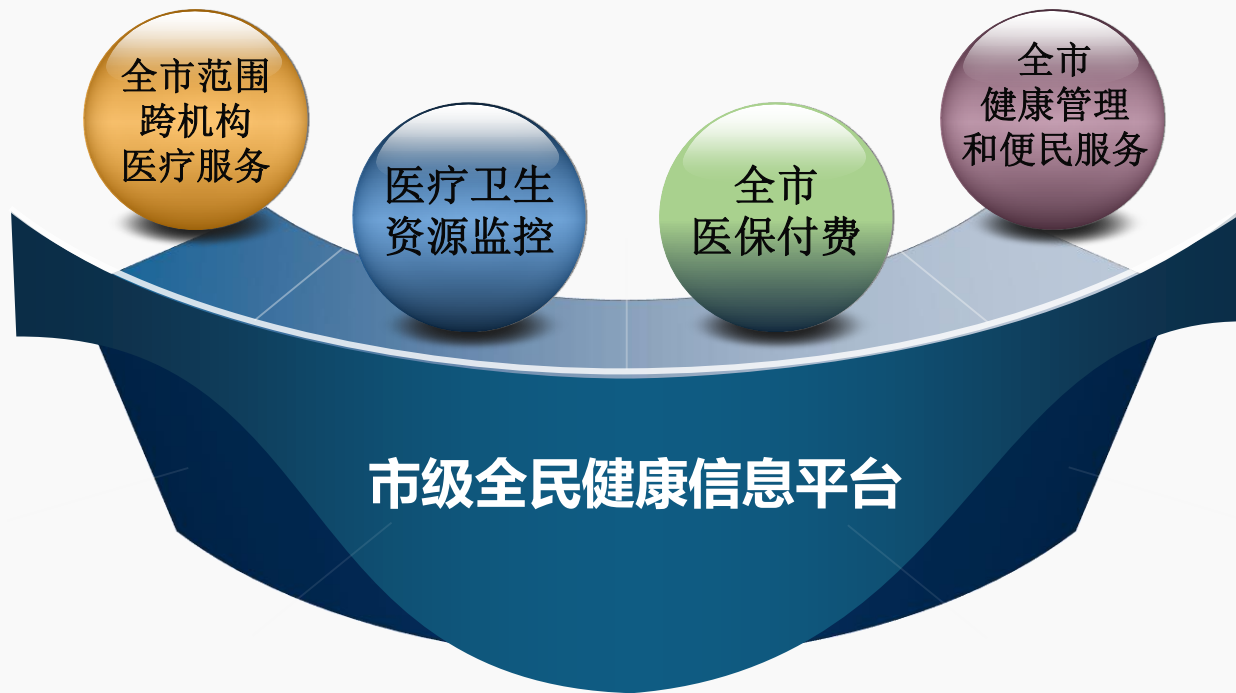 全市范围
跨机构
医疗服务
医疗卫生
资源监控
全市
医保付费
全市
健康管理
和便民服务
市级全民健康信息平台